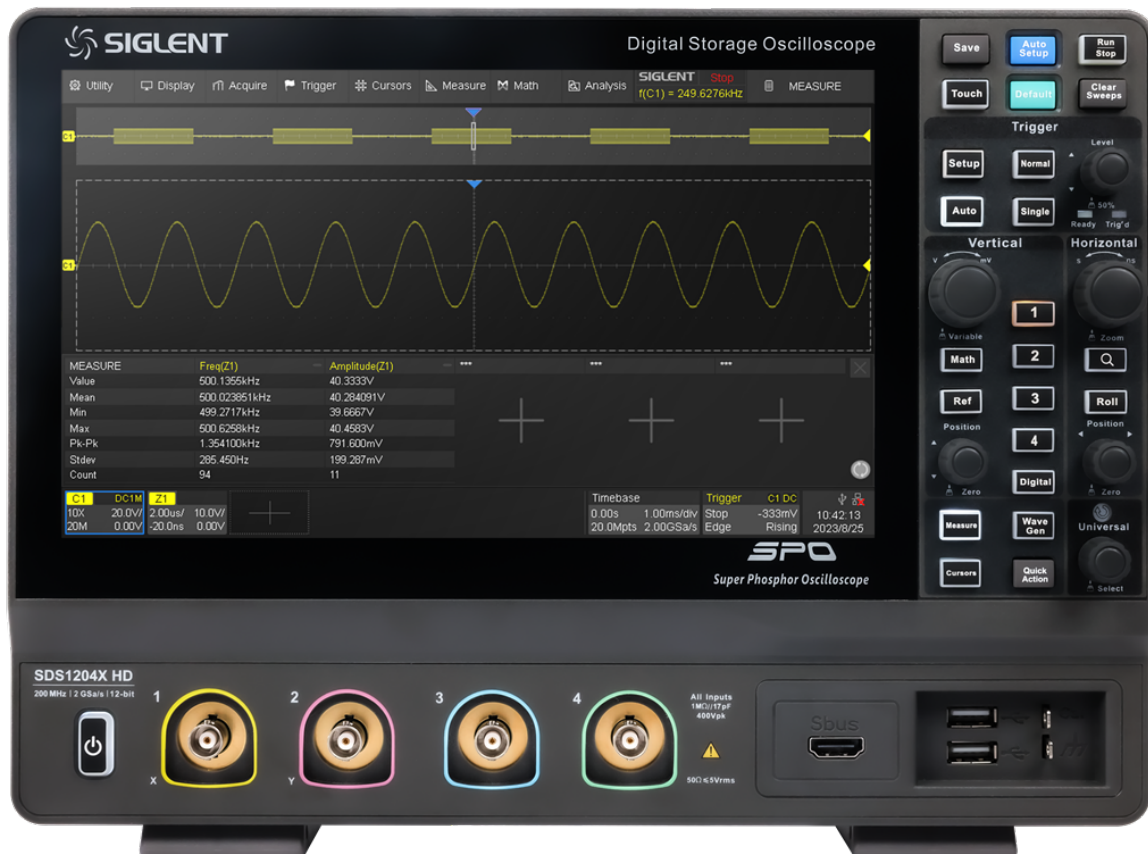 SIGLENT
Digital Storage Oscilloscope
Utility Display Acquire Trigger Cursors Measure Math Analysis
SIGLENT Stop
f(C1) = 249.6276kHz
MEASURE
C1
C1
MEASURE Freq(Z1) Amplitude(Z1) *** *** ***
Value 500.1355kHz 40.3333V
Mean 500.023851kHz 40.284091V
Min 499.2717kHz 39.6667V
Max 500.6258kHz 40.4583V
Pk-Pk 1.354100kHz 791.600mV
Stdev 285.450Hz 199.287mV
Count 94 11
C1 DC1M
10X 20.0V/
20M 0.00V
Z1
2.00us/ 10.0V/
-20.0ns 0.00V
Timebase
0.00s 1.00ms/div
20.0Mpts 2.00GSa/s
Trigger C1 DC
Stop -333mV
Edge Rising
10:42:13
2023/8/25
SPO
Super Phosphor Oscilloscope
Save
Auto
Setup
Run
Stop
Touch
Default
Clear
Sweeps
Trigger
Setup
Normal
Level
Auto
Single
50%
Ready Trig'd
Vertical
Horizontal
V mV
s ns
Variable
1
Zoom
Math
2
Ref
3
Roll
Position
Position
4
Zero
Digital
Zero
Measure
Wave
Gen
Universal
Cursors
Quick
Action
Select
SDS1204X HD
200 MHz | 2 GSa/s | 12-bit
1
2
3
4
X
Y
All Inputs
1MΩ//17pF
400Vpk
50Ω ≤5Vrms
Sbus